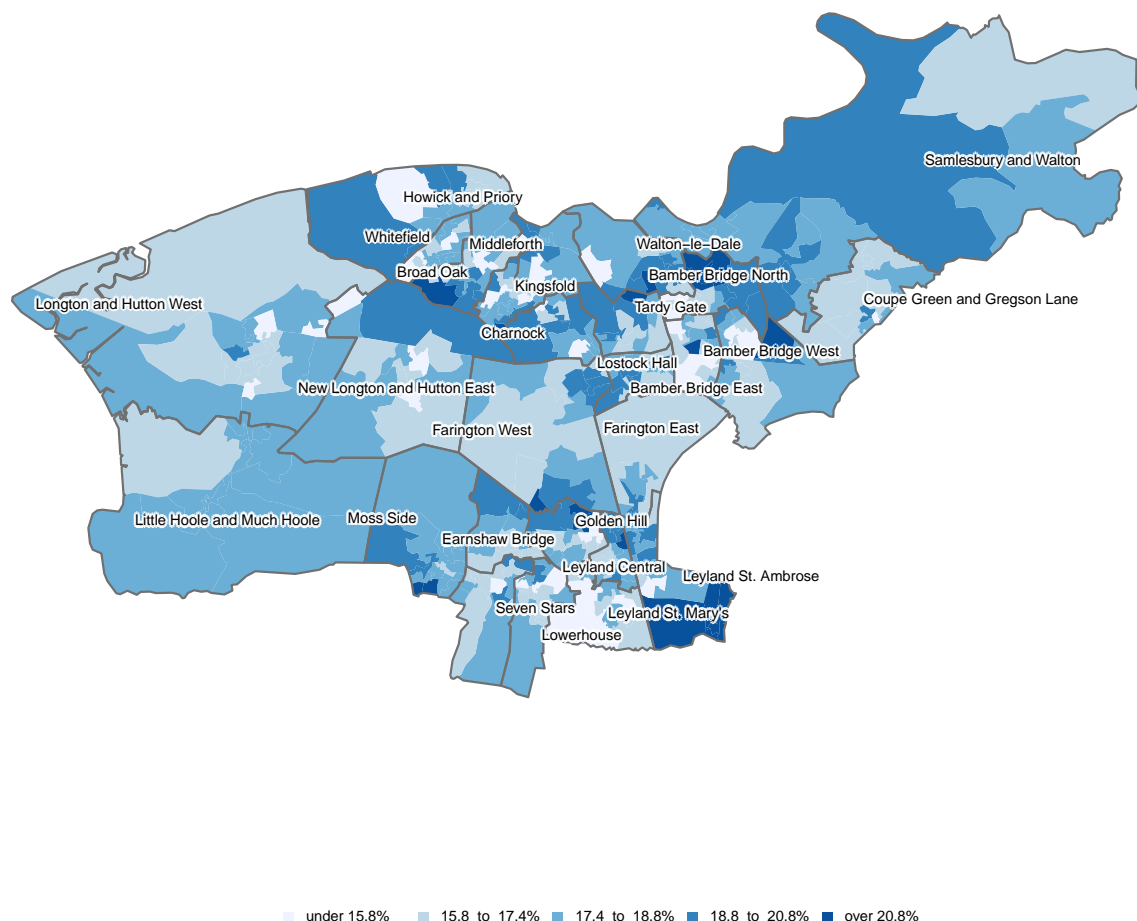 Samlesbury and Walton
Howick and Priory
Whitefield
Middleforth
Walton−le−Dale
Broad Oak
Bamber Bridge North
Kingsfold
Longton and Hutton West
Coupe Green and Gregson Lane
Tardy Gate
Charnock
Bamber Bridge West
Lostock Hall
New Longton and Hutton East
Bamber Bridge East
Farington West
Farington East
Little Hoole and Much Hoole
Moss Side
Golden Hill
Earnshaw Bridge
Leyland Central
Leyland St. Ambrose
Seven Stars
Leyland St. Mary's
Lowerhouse
under 15.8% 15.8 to 17.4% 17.4 to 18.8% 18.8 to 20.8% over 20.8%